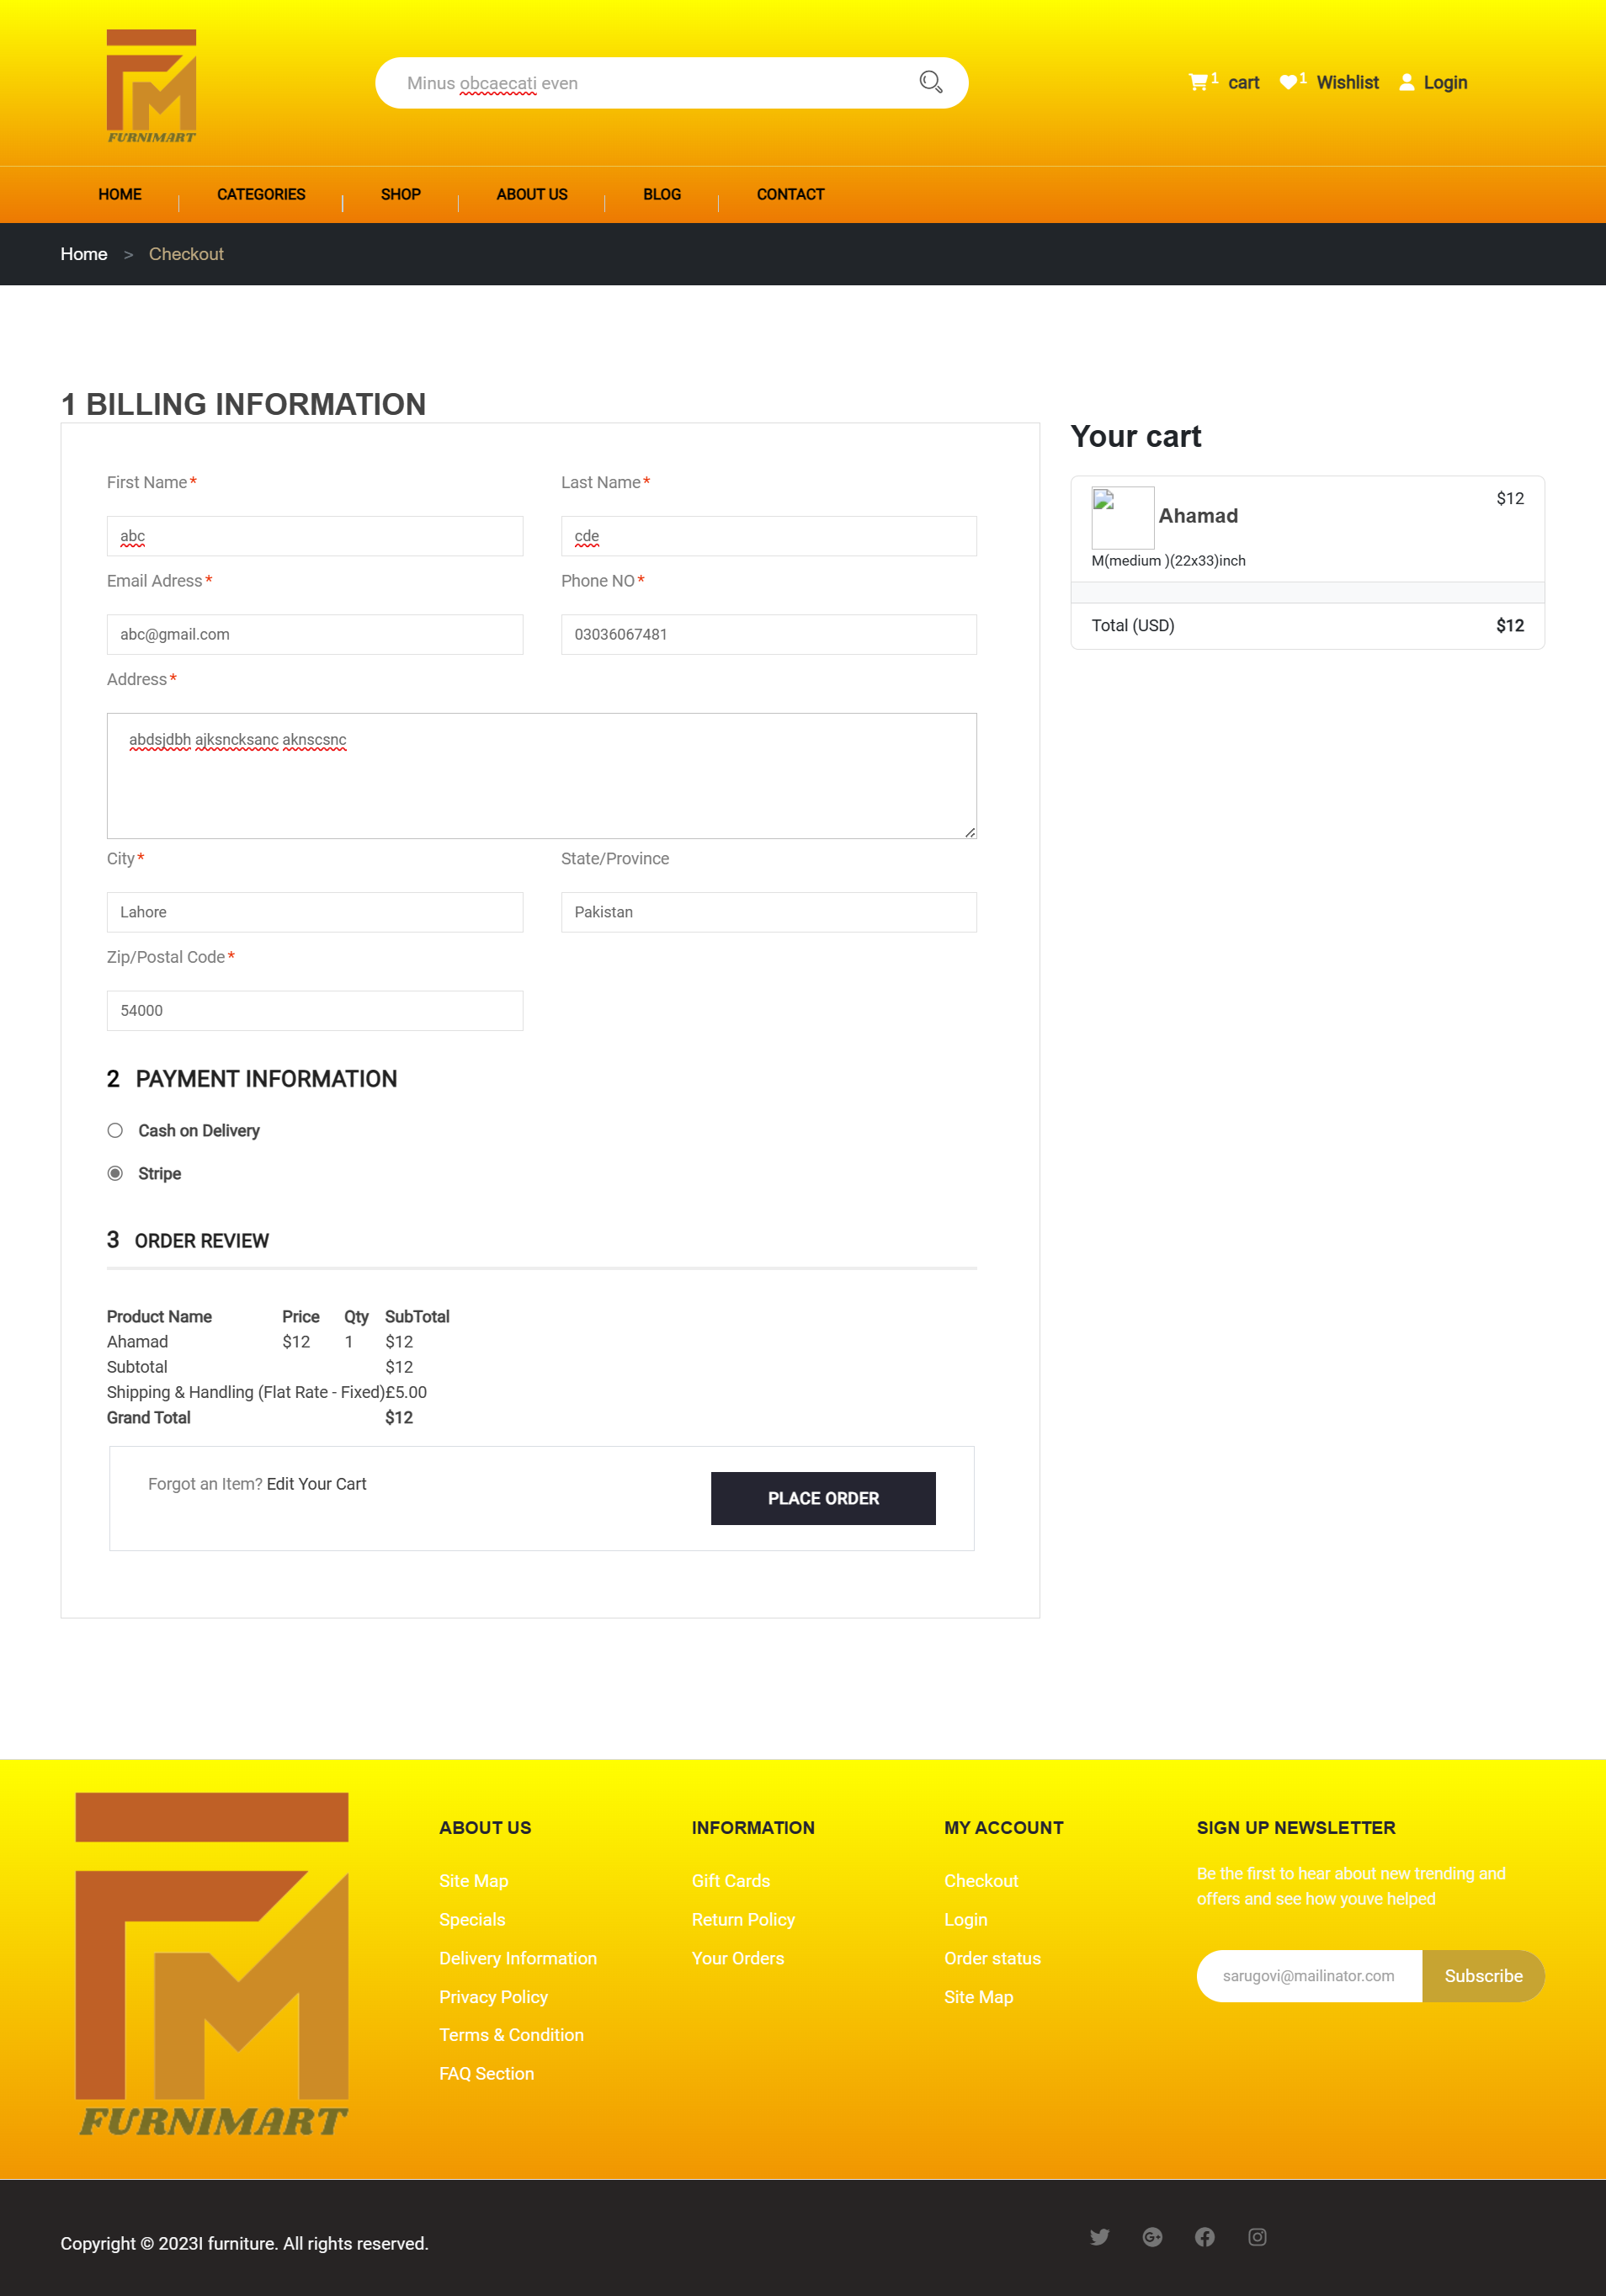 FURNIMART
Minus obcaecati even
1 cart 1 Wishlist Login
HOME CATEGORIES SHOP ABOUT US BLOG CONTACT
Home > Checkout
1 BILLING INFORMATION
First Name* Last Name*
abc cde
Email Adress* Phone NO*
abc@gmail.com 03036067481
Address*
abdsjdbh ajksncksanc aknscsnc
City* State/Province
Lahore Pakistan
Zip/Postal Code*
54000
2 PAYMENT INFORMATION
Cash on Delivery
Stripe
3 ORDER REVIEW
Product Name Price Qty SubTotal
Ahamad $12 1 $12
Subtotal $12
Shipping & Handling (Flat Rate - Fixed)£5.00
Grand Total $12
Forgot an Item? Edit Your Cart
PLACE ORDER
Your cart
Ahamad $12
M(medium )(22x33)inch
Total (USD) $12
FURNIMART
ABOUT US
Site Map
Specials
Delivery Information
Privacy Policy
Terms & Condition
FAQ Section
INFORMATION
Gift Cards
Return Policy
Your Orders
MY ACCOUNT
Checkout
Login
Order status
Site Map
SIGN UP NEWSLETTER
Be the first to hear about new trending and
offers and see how youve helped
sarugovi@mailinator.com Subscribe
Copyright © 2023I furniture. All rights reserved.